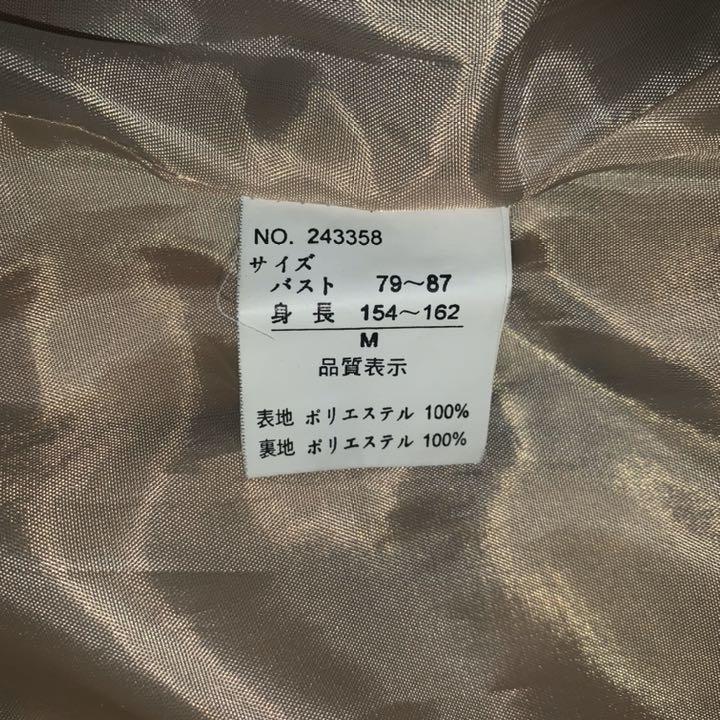 NO. 243358
サイズ
バスト 79～87
身長 154～162
M
品質表示
表地 ポリエステル 100%
裏地 ポリエステル 100%